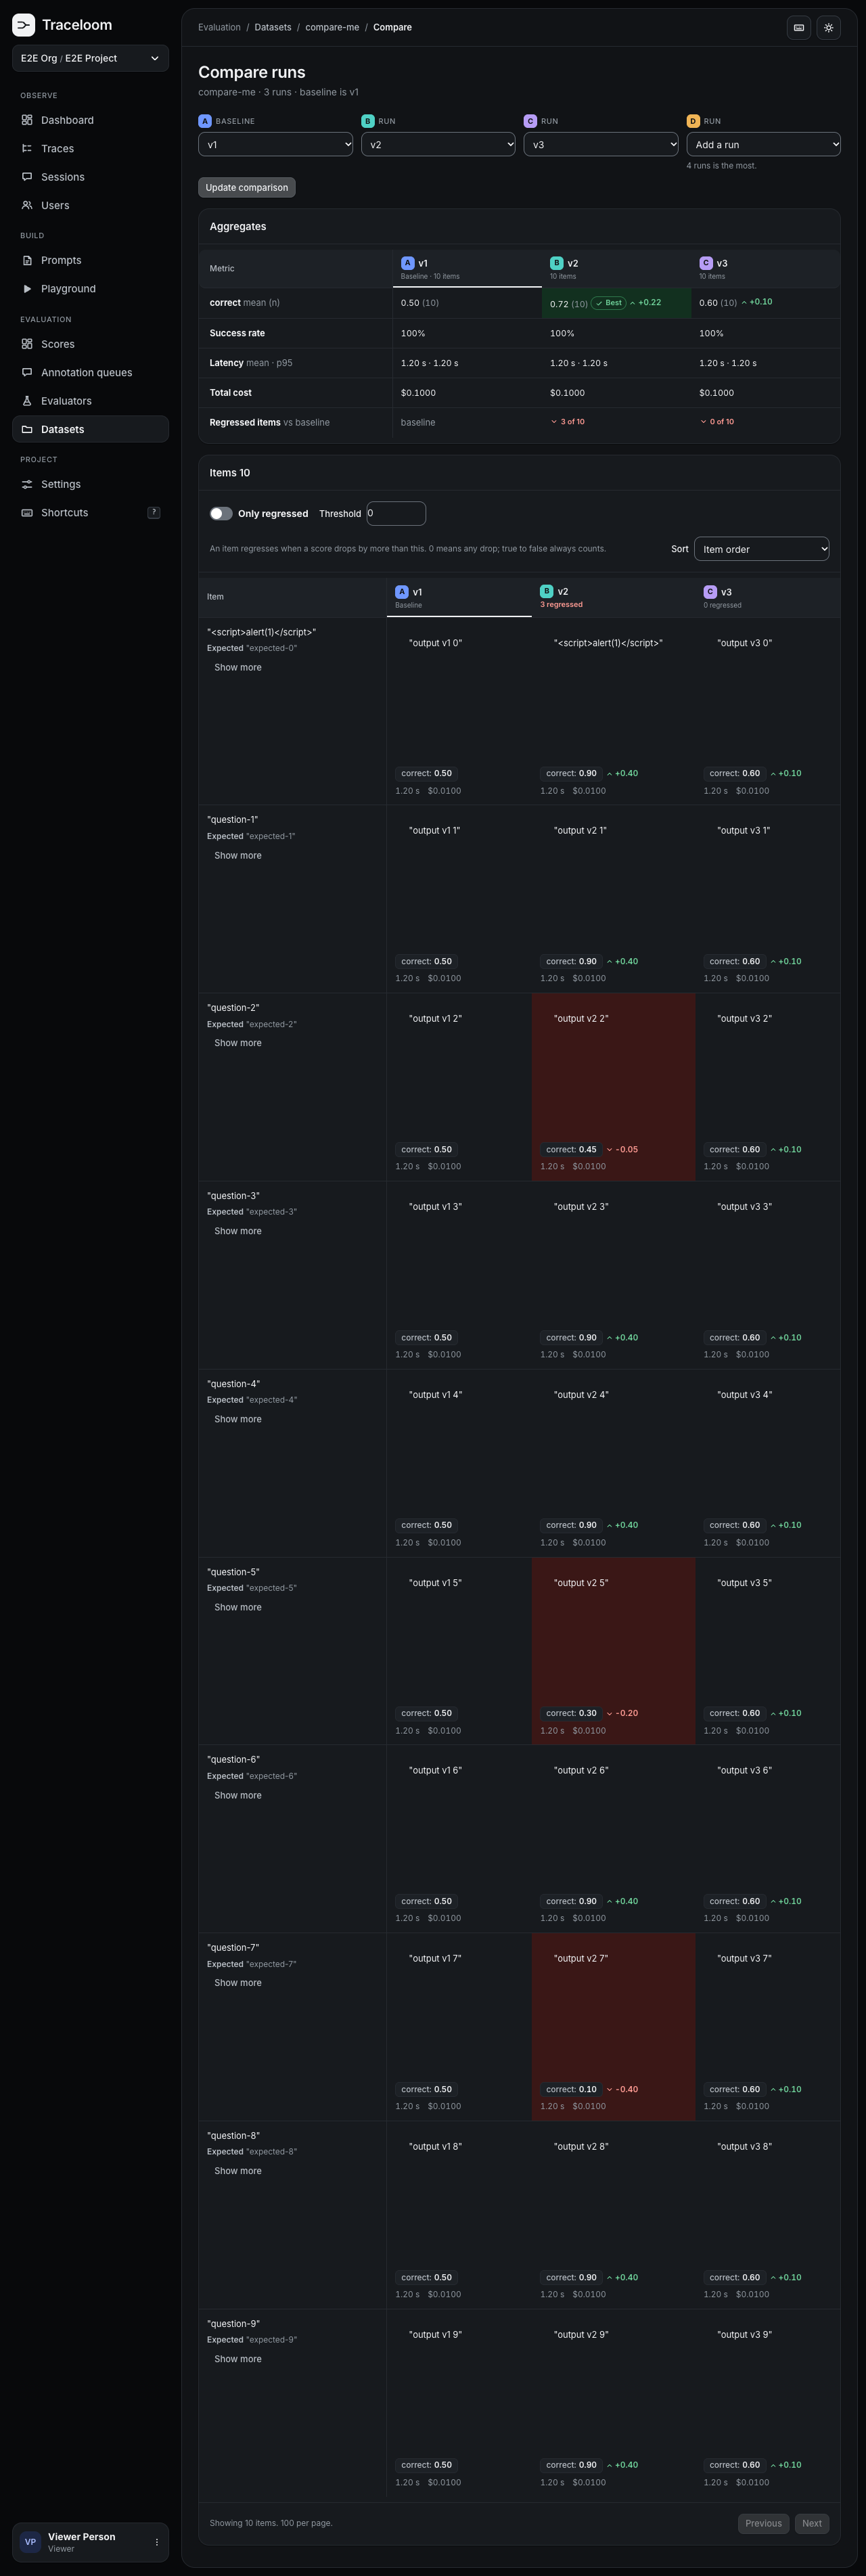 Traceloom
E2E Org / E2E Project
OBSERVE
Dashboard
Traces
Sessions
Users
BUILD
Prompts
Playground
EVALUATION
Scores
Annotation queues
Evaluators
Datasets
PROJECT
Settings
Shortcuts ?
Viewer Person
VP
Viewer
Evaluation / Datasets / compare-me / Compare
Compare runs
compare-me · 3 runs · baseline is v1
A BASELINE B RUN C RUN D RUN
v1 v2 v3 Add a run
4 runs is the most.
Update comparison
Aggregates
Metric A v1 B v2 C v3
Baseline · 10 items 10 items 10 items
correct mean (n) 0.50 (10) 0.72 (10) Best +0.22 0.60 (10) +0.10
Success rate 100% 100% 100%
Latency mean · p95 1.20 s · 1.20 s 1.20 s · 1.20 s 1.20 s · 1.20 s
Total cost $0.1000 $0.1000 $0.1000
Regressed items vs baseline baseline 3 of 10 0 of 10
Items 10
Only regressed Threshold 0
An item regresses when a score drops by more than this. 0 means any drop; true to false always counts. Sort Item order
Item A v1 B v2 C v3
Baseline 3 regressed 0 regressed
"<script>alert(1)</script>"
Expected "expected-0" "output v1 0" "<script>alert(1)</script>" "output v3 0"
Show more
correct: 0.50 correct: 0.90 +0.40 correct: 0.60 +0.10
1.20 s $0.0100 1.20 s $0.0100 1.20 s $0.0100
"question-1"
Expected "expected-1" "output v1 1" "output v2 1" "output v3 1"
Show more
correct: 0.50 correct: 0.90 +0.40 correct: 0.60 +0.10
1.20 s $0.0100 1.20 s $0.0100 1.20 s $0.0100
"question-2"
Expected "expected-2" "output v1 2" "output v2 2" "output v3 2"
Show more
correct: 0.50 correct: 0.45 -0.05 correct: 0.60 +0.10
1.20 s $0.0100 1.20 s $0.0100 1.20 s $0.0100
"question-3"
Expected "expected-3" "output v1 3" "output v2 3" "output v3 3"
Show more
correct: 0.50 correct: 0.90 +0.40 correct: 0.60 +0.10
1.20 s $0.0100 1.20 s $0.0100 1.20 s $0.0100
"question-4"
Expected "expected-4" "output v1 4" "output v2 4" "output v3 4"
Show more
correct: 0.50 correct: 0.90 +0.40 correct: 0.60 +0.10
1.20 s $0.0100 1.20 s $0.0100 1.20 s $0.0100
"question-5"
Expected "expected-5" "output v1 5" "output v2 5" "output v3 5"
Show more
correct: 0.50 correct: 0.30 -0.20 correct: 0.60 +0.10
1.20 s $0.0100 1.20 s $0.0100 1.20 s $0.0100
"question-6"
Expected "expected-6" "output v1 6" "output v2 6" "output v3 6"
Show more
correct: 0.50 correct: 0.90 +0.40 correct: 0.60 +0.10
1.20 s $0.0100 1.20 s $0.0100 1.20 s $0.0100
"question-7"
Expected "expected-7" "output v1 7" "output v2 7" "output v3 7"
Show more
correct: 0.50 correct: 0.10 -0.40 correct: 0.60 +0.10
1.20 s $0.0100 1.20 s $0.0100 1.20 s $0.0100
"question-8"
Expected "expected-8" "output v1 8" "output v2 8" "output v3 8"
Show more
correct: 0.50 correct: 0.90 +0.40 correct: 0.60 +0.10
1.20 s $0.0100 1.20 s $0.0100 1.20 s $0.0100
"question-9"
Expected "expected-9" "output v1 9" "output v2 9" "output v3 9"
Show more
correct: 0.50 correct: 0.90 +0.40 correct: 0.60 +0.10
1.20 s $0.0100 1.20 s $0.0100 1.20 s $0.0100
Showing 10 items. 100 per page. Previous Next